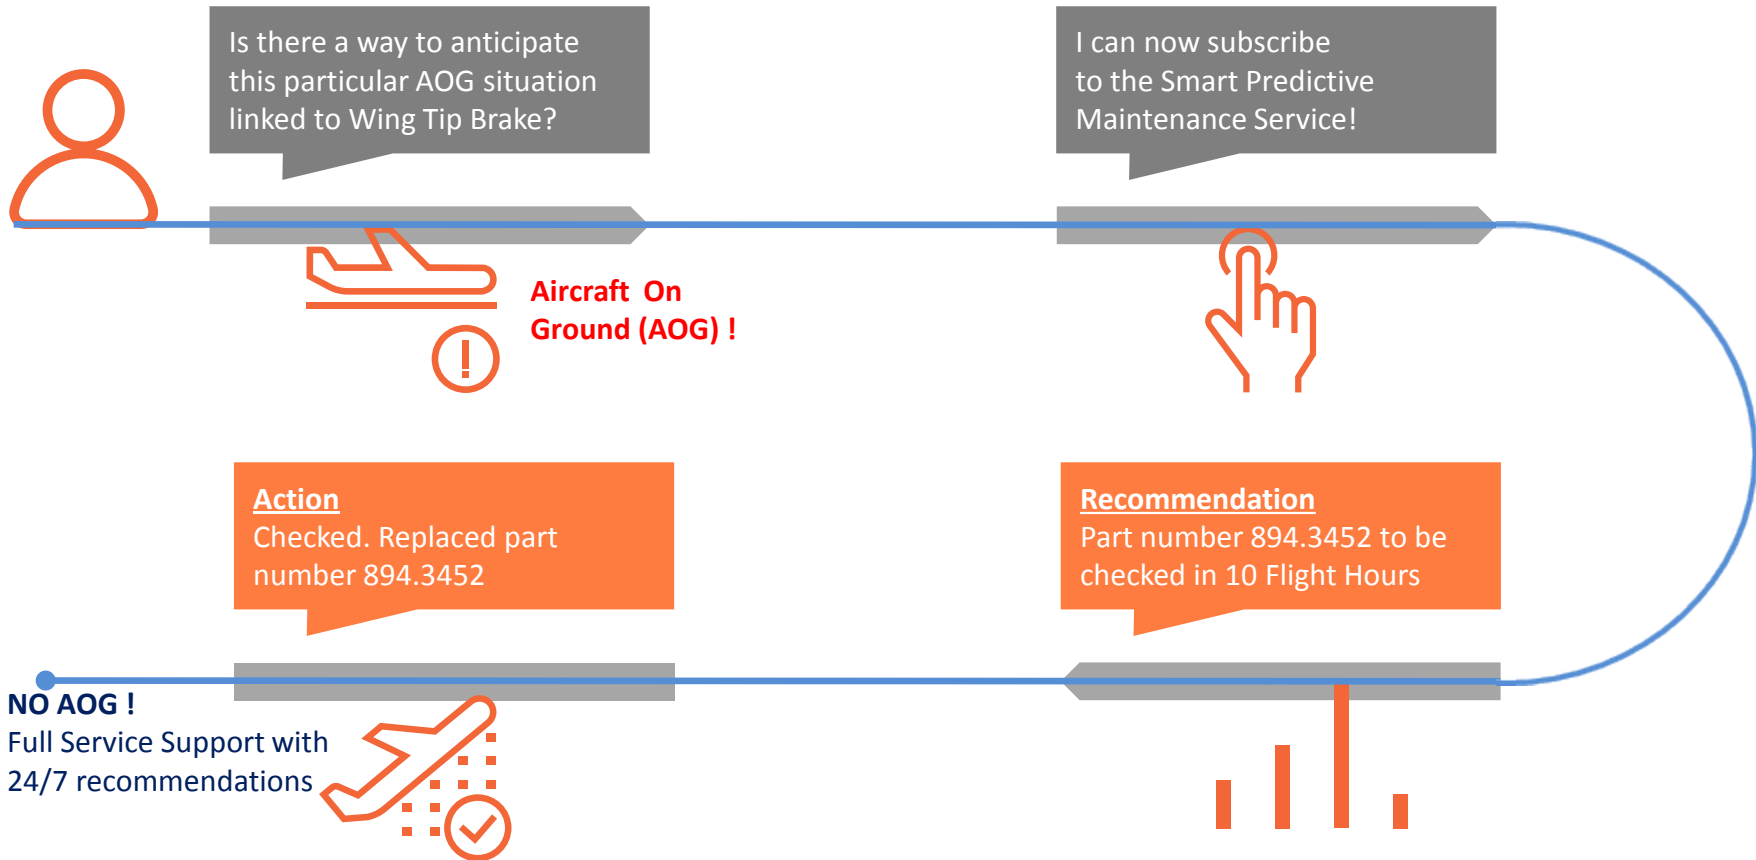 Is there a way to anticipate
this particular AOG situation
linked to Wing Tip Brake?
I can now subscribe
to the Smart Predictive
Maintenance Service!
Aircraft On
Ground (AOG) !
Recommendation
Part number 894.3452 to be
checked in 10 Flight Hours
Action
Checked. Replaced part
number 894.3452
NO AOG !
Full Service Support with
24/7 recommendations